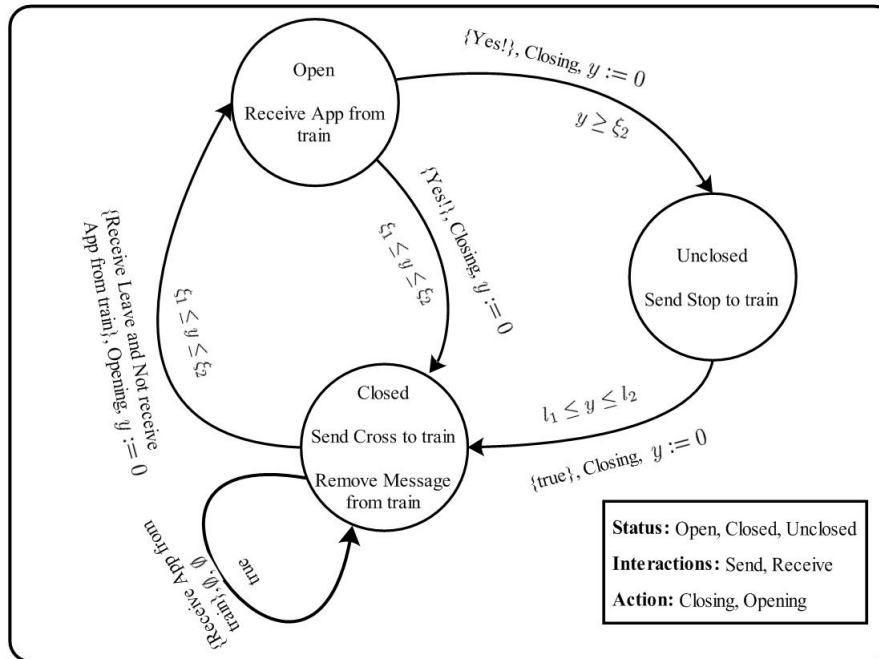 Open
Receive App from
train
{Yes!}, Closing, y := 0
y ≥ ξ₂
{Yes!}, Closing, y := 0
ξ₁ ≤ y ≤ ξ₂
Unclosed
Send Stop to train
{Receive Leave and Not receive
App from train}, Opening, y := 0
ξ₁ ≤ y ≤ ξ₂
Closed
Send Cross to train
Remove Message
from train
l₁ ≤ y ≤ l₂
{true}, Closing, y := 0
{Receive App from
train},∅, ∅
true
Status: Open, Closed, Unclosed
Interactions: Send, Receive
Action: Closing, Opening